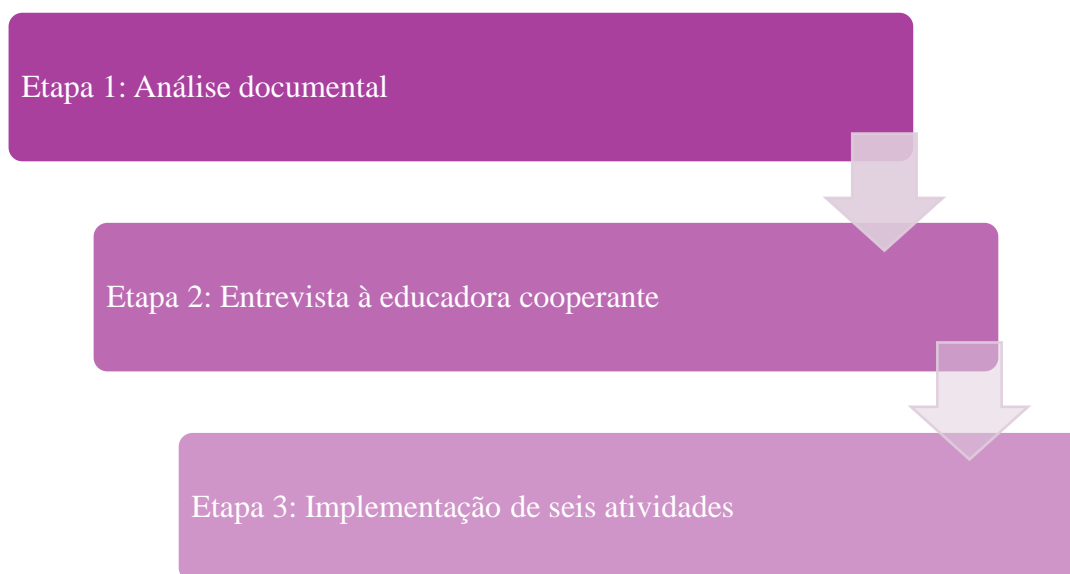 Etapa 1: Análise documental
Etapa 2: Entrevista à educadora cooperante
Etapa 3: Implementação de seis atividades